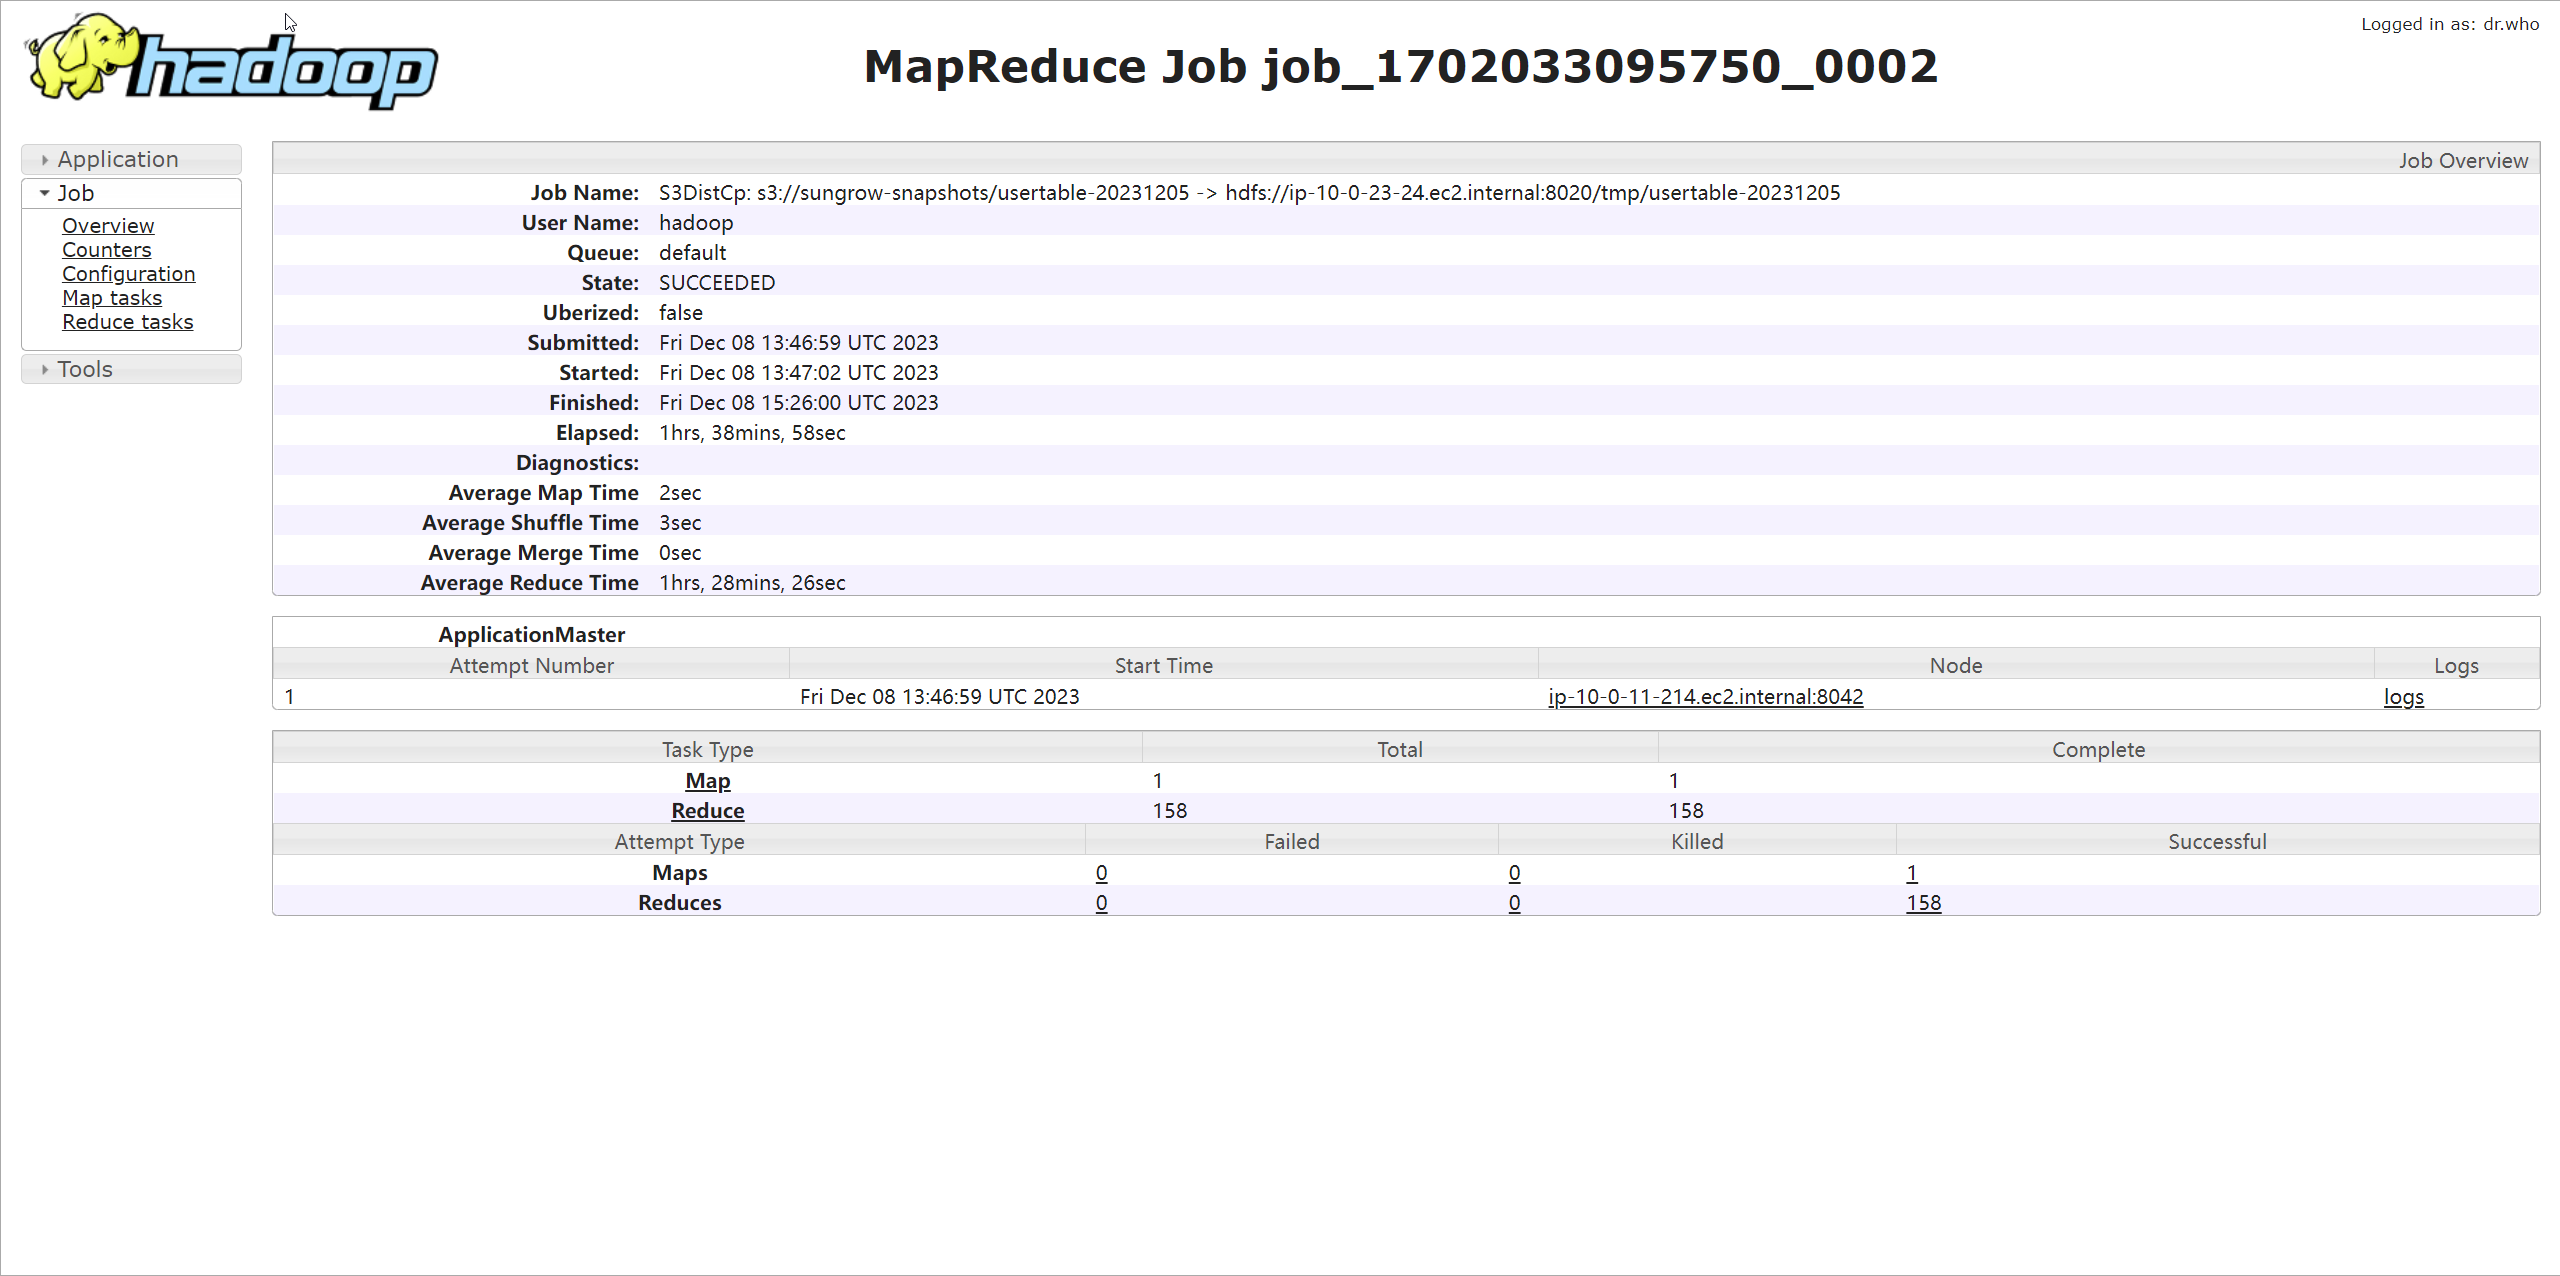 hadoop
Logged in as: dr.who
MapReduce Job job_1702033095750_0002
Application
Job
Overview
Counters
Configuration
Map tasks
Reduce tasks
Tools
Job Overview
Job Name: S3DistCp: s3://sungrow-snapshots/usertable-20231205 -> hdfs://ip-10-0-23-24.ec2.internal:8020/tmp/usertable-20231205
User Name: hadoop
Queue: default
State: SUCCEEDED
Uberized: false
Submitted: Fri Dec 08 13:46:59 UTC 2023
Started: Fri Dec 08 13:47:02 UTC 2023
Finished: Fri Dec 08 15:26:00 UTC 2023
Elapsed: 1hrs, 38mins, 58sec
Diagnostics:
Average Map Time 2sec
Average Shuffle Time 3sec
Average Merge Time 0sec
Average Reduce Time 1hrs, 28mins, 26sec
ApplicationMaster
Attempt Number Start Time Node Logs
1 Fri Dec 08 13:46:59 UTC 2023 ip-10-0-11-214.ec2.internal:8042 logs
Task Type Total Complete
Map 1 1
Reduce 158 158
Attempt Type Failed Killed Successful
Maps 0 0 1
Reduces 0 0 158